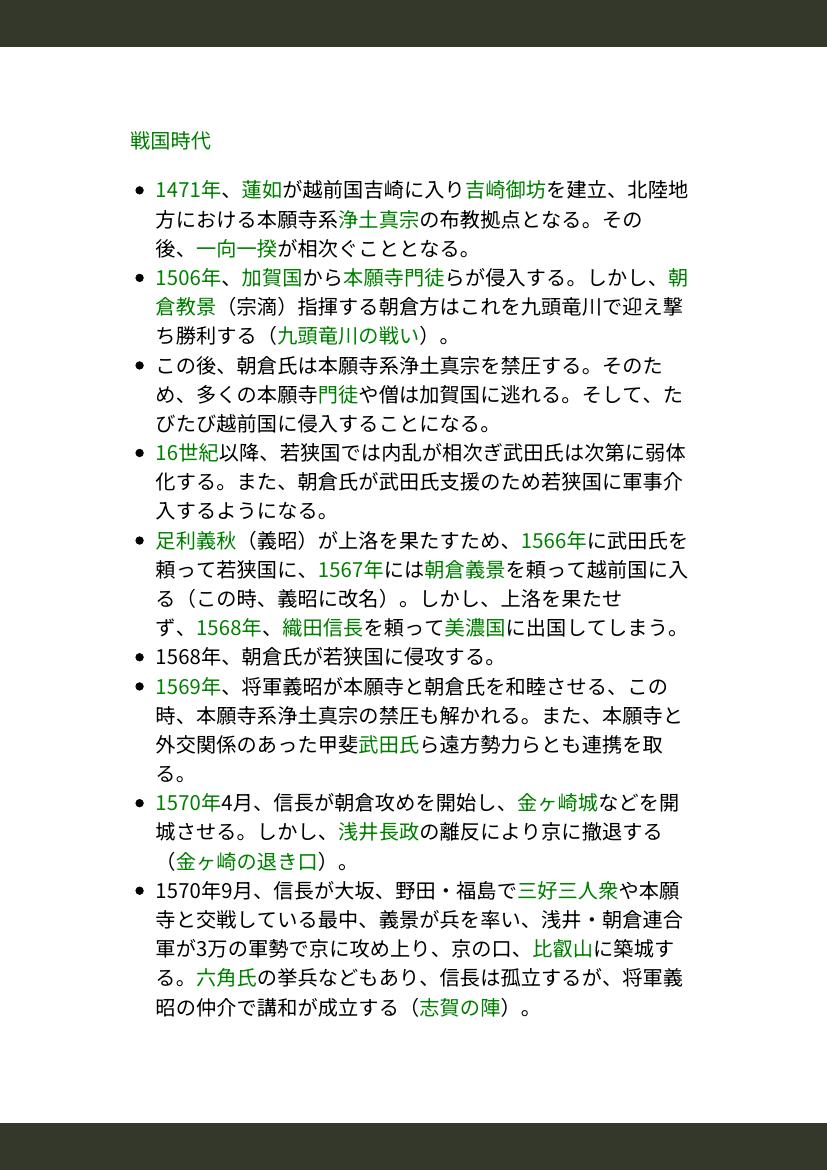 戦国時代
• 1471年、蓮如が越前国吉崎に入り吉崎御坊を建立、北陸地
方における本願寺系浄土真宗の布教拠点となる。その
後、一向一揆が相次ぐこととなる。
• 1506年、加賀国から本願寺門徒らが侵入する。しかし、朝
倉教景（宗滴）指揮する朝倉方はこれを九頭竜川で迎え撃
ち勝利する（九頭竜川の戦い）。
• この後、朝倉氏は本願寺系浄土真宗を禁圧する。そのた
め、多くの本願寺門徒や僧は加賀国に逃れる。そして、た
びたび越前国に侵入することになる。
• 16世紀以降、若狭国では内乱が相次ぎ武田氏は次第に弱体
化する。また、朝倉氏が武田氏支援のため若狭国に軍事介
入するようになる。
• 足利義秋（義昭）が上洛を果たすため、1566年に武田氏を
頼って若狭国に、1567年には朝倉義景を頼って越前国に入
る（この時、義昭に改名）。しかし、上洛を果たせ
ず、1568年、織田信長を頼って美濃国に出国してしまう。
• 1568年、朝倉氏が若狭国に侵攻する。
• 1569年、将軍義昭が本願寺と朝倉氏を和睦させる、この
時、本願寺系浄土真宗の禁圧も解かれる。また、本願寺と
外交関係のあった甲斐武田氏ら遠方勢力らとも連携を取
る。
• 1570年4月、信長が朝倉攻めを開始し、金ヶ崎城などを開
城させる。しかし、浅井長政の離反により京に撤退する
（金ヶ崎の退き口）。
• 1570年9月、信長が大坂、野田・福島で三好三人衆や本願
寺と交戦している最中、義景が兵を率い、浅井・朝倉連合
軍が3万の軍勢で京に攻め上り、京の口、比叡山に築城す
る。六角氏の挙兵などもあり、信長は孤立するが、将軍義
昭の仲介で講和が成立する（志賀の陣）。